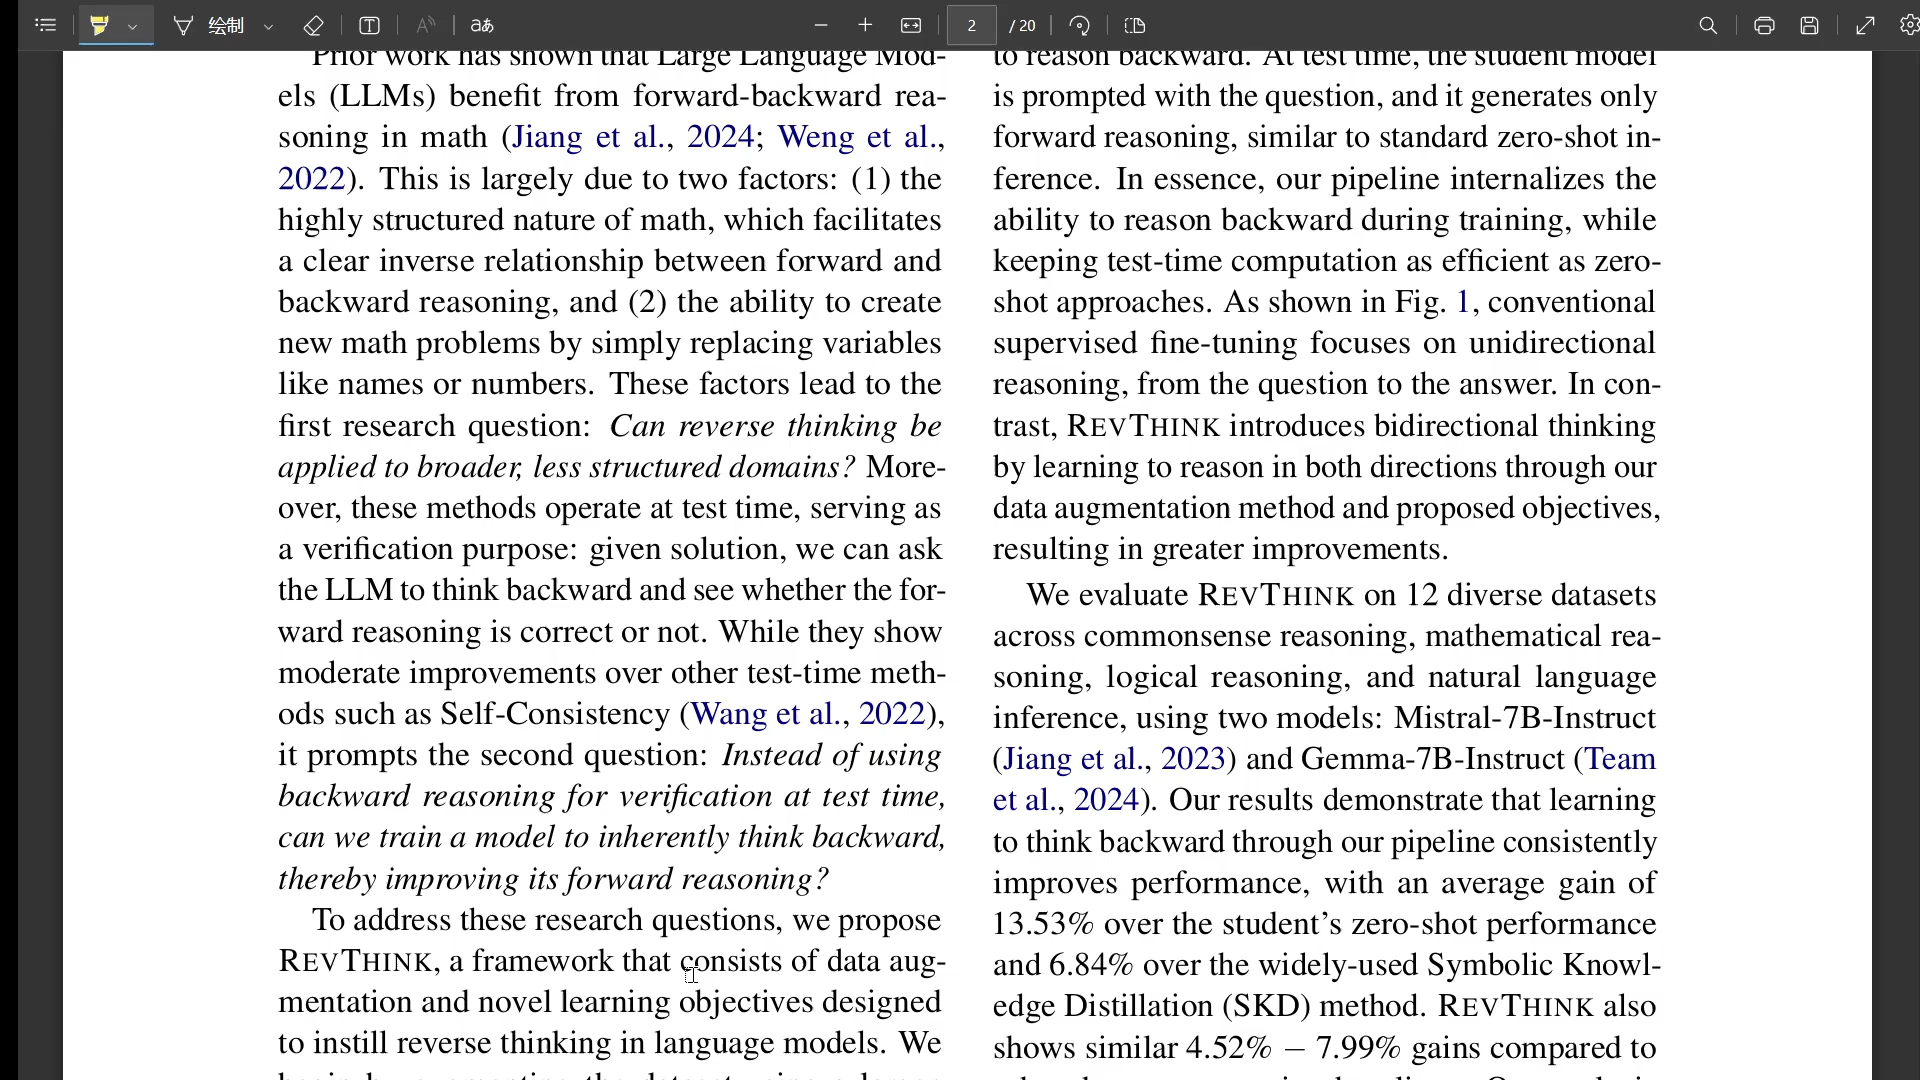 绘制
aあ
2 / 20
Prior work has shown that Large Language Mod-
els (LLMs) benefit from forward-backward rea-
soning in math (Jiang et al., 2024; Weng et al.,
2022). This is largely due to two factors: (1) the
highly structured nature of math, which facilitates
a clear inverse relationship between forward and
backward reasoning, and (2) the ability to create
new math problems by simply replacing variables
like names or numbers. These factors lead to the
first research question: Can reverse thinking be
applied to broader, less structured domains? More-
over, these methods operate at test time, serving as
a verification purpose: given solution, we can ask
the LLM to think backward and see whether the for-
ward reasoning is correct or not. While they show
moderate improvements over other test-time meth-
ods such as Self-Consistency (Wang et al., 2022),
it prompts the second question: Instead of using
backward reasoning for verification at test time,
can we train a model to inherently think backward,
thereby improving its forward reasoning?
To address these research questions, we propose
REVTHINK, a framework that consists of data aug-
mentation and novel learning objectives designed
to instill reverse thinking in language models. We
to reason backward. At test time, the student model
is prompted with the question, and it generates only
forward reasoning, similar to standard zero-shot in-
ference. In essence, our pipeline internalizes the
ability to reason backward during training, while
keeping test-time computation as efficient as zero-
shot approaches. As shown in Fig. 1, conventional
supervised fine-tuning focuses on unidirectional
reasoning, from the question to the answer. In con-
trast, REVTHINK introduces bidirectional thinking
by learning to reason in both directions through our
data augmentation method and proposed objectives,
resulting in greater improvements.
We evaluate REVTHINK on 12 diverse datasets
across commonsense reasoning, mathematical rea-
soning, logical reasoning, and natural language
inference, using two models: Mistral-7B-Instruct
(Jiang et al., 2023) and Gemma-7B-Instruct (Team
et al., 2024). Our results demonstrate that learning
to think backward through our pipeline consistently
improves performance, with an average gain of
13.53% over the student's zero-shot performance
and 6.84% over the widely-used Symbolic Knowl-
edge Distillation (SKD) method. REVTHINK also
shows similar 4.52% − 7.99% gains compared to